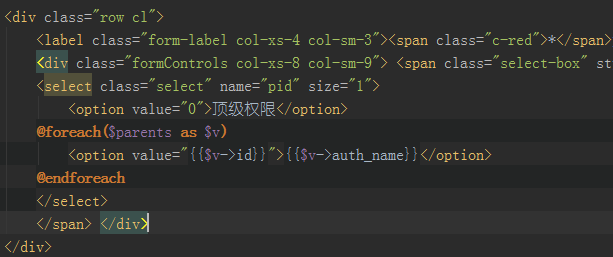 <div class="row cl">
<label class="form-label col-xs-4 col-sm-3"><span class="c-red">*</span>
<div class="formControls col-xs-8 col-sm-9"> <span class="select-box" st
<select class="select" name="pid" size="1">
<option value="0">顶级权限</option>
@foreach($parents as $v)
<option value="{{$v->id}}">{{$v->auth_name}}</option>
@endforeach
</select>
</span> </div>
</div>